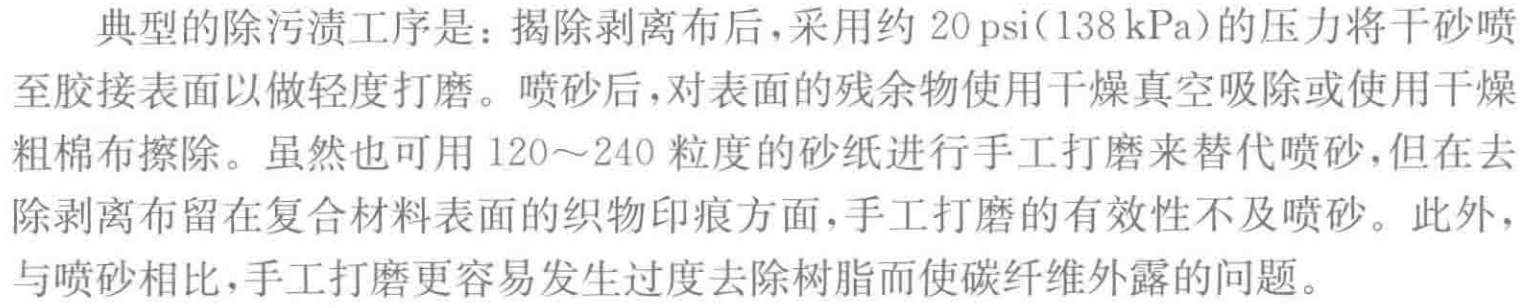 典型的除污渍工序是：揭除剥离布后，采用约 20 psi(138 kPa)的压力将干砂喷
至胶接表面以做轻度打磨。喷砂后，对表面的残余物使用干燥真空吸除或使用干燥
粗棉布擦除。虽然也可用 120～240 粒度的砂纸进行手工打磨来替代喷砂，但在去
除剥离布留在复合材料表面的织物印痕方面，手工打磨的有效性不及喷砂。此外，
与喷砂相比，手工打磨更容易发生过度去除树脂而使碳纤维外露的问题。